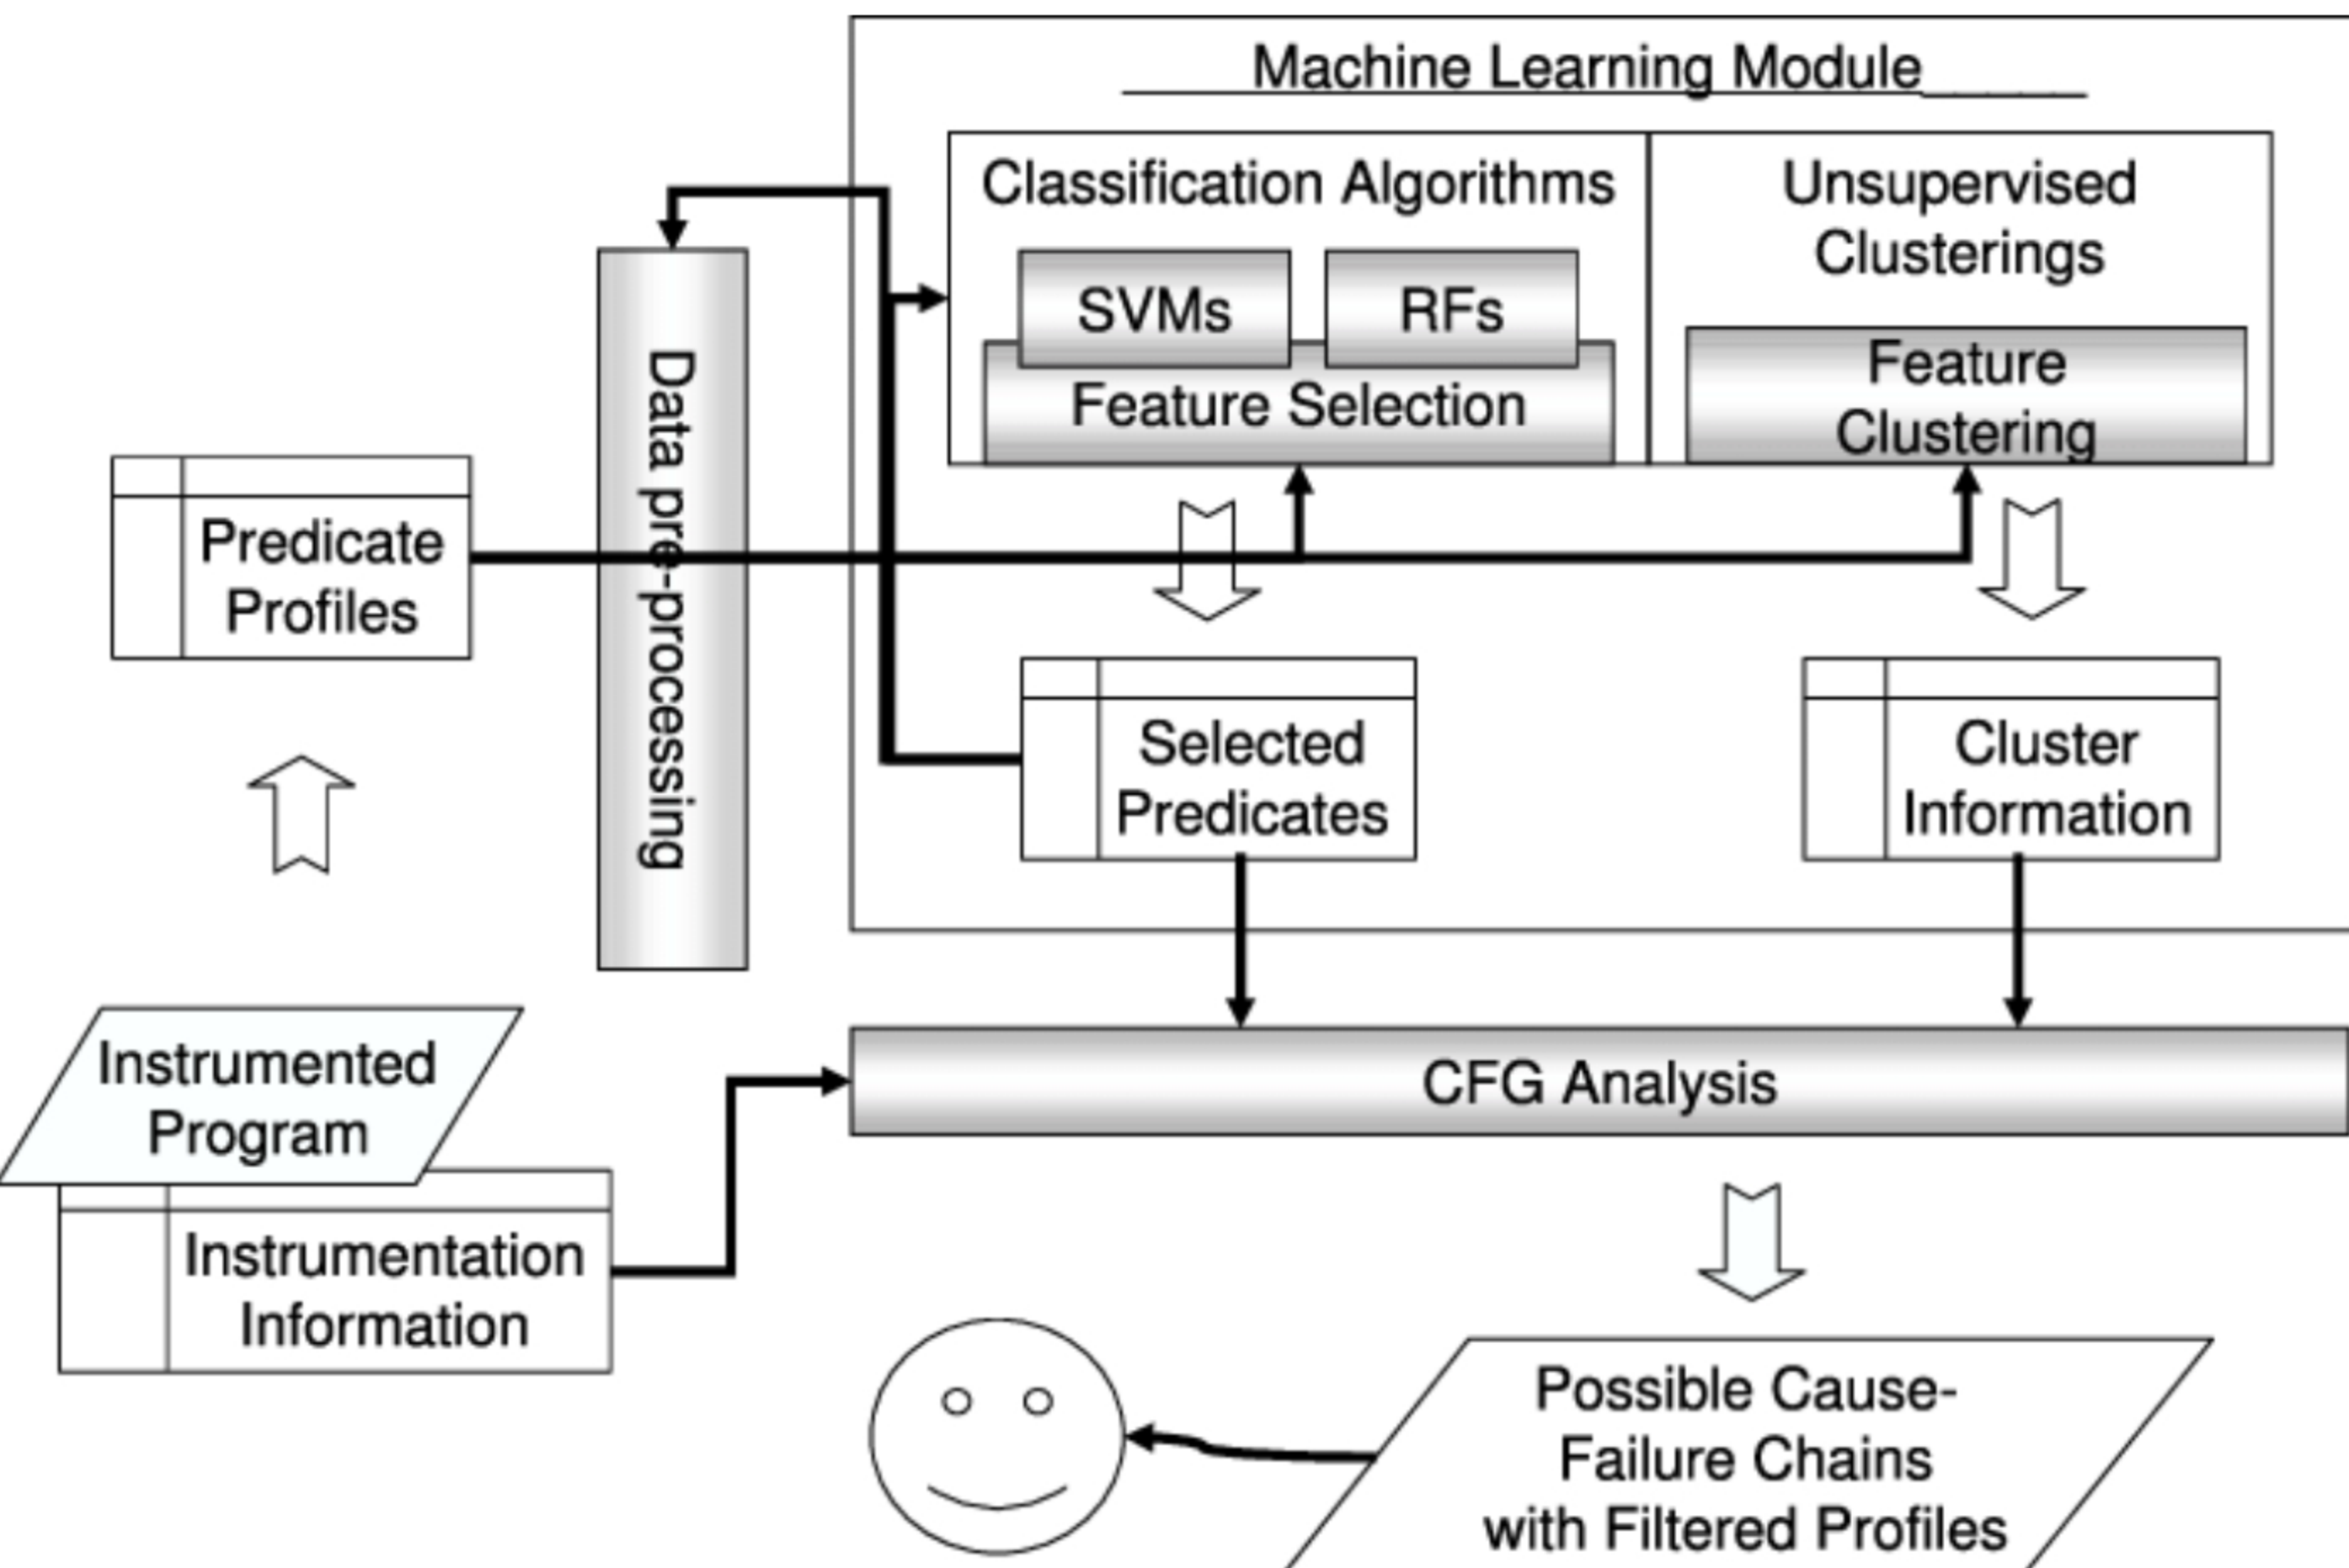 Machine Learning Module
Classification Algorithms
Unsupervised
Clusterings
SVMs
RFs
Feature Selection
Feature
Clustering
Data pre-processing
Predicate
Profiles
Selected
Predicates
Cluster
Information
Instrumented
Program
CFG Analysis
Instrumentation
Information
Possible Cause-
Failure Chains
with Filtered Profiles